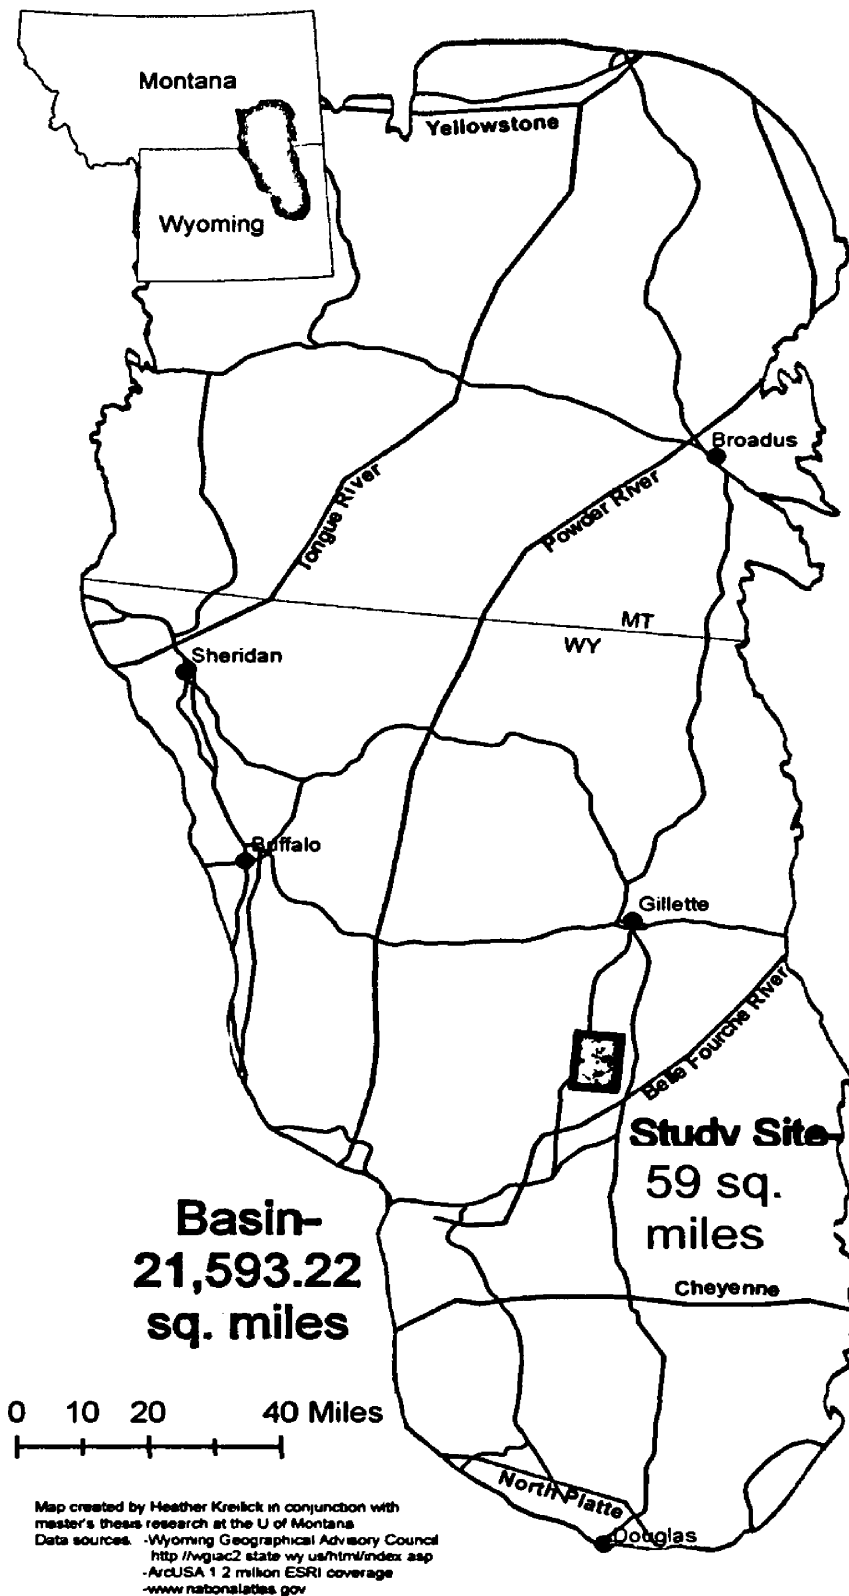 Montana
Wyoming
Yellowstone
Broadus
Tongue River
Powder River
MT
WY
Sheridan
Buffalo
Gillette
Belle Fourche River
Study Site-
59 sq.
miles
Basin-
21,593.22
sq. miles
Cheyenne
0 10 20 40 Miles
North Platte
Douglas
Map created by Heather Kreilick in conjunction with
master's thesis research at the U of Montana
Data sources. -Wyoming Geographical Advisory Council
http //wgiac2 state wy us/html/index asp
-ArcUSA 1 2 milion ESRI coverage
-www nationalatlas gov